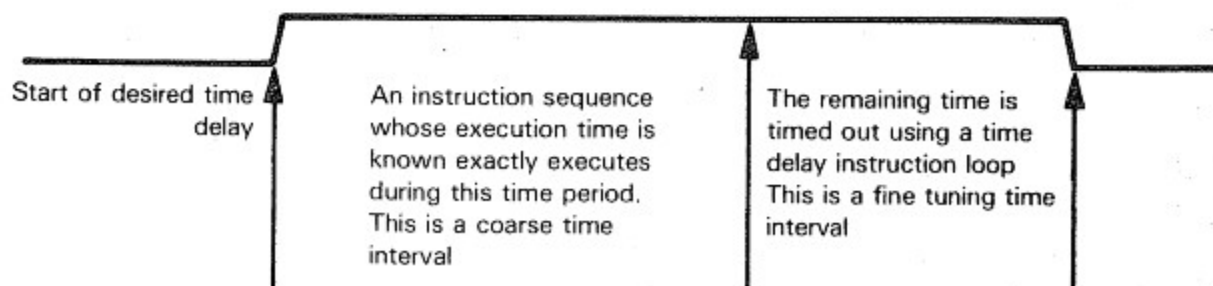 Start of desired time
delay
An instruction sequence
whose execution time is
known exactly executes
during this time period.
This is a coarse time
interval
The remaining time is
timed out using a time
delay instruction loop
This is a fine tuning time
interval